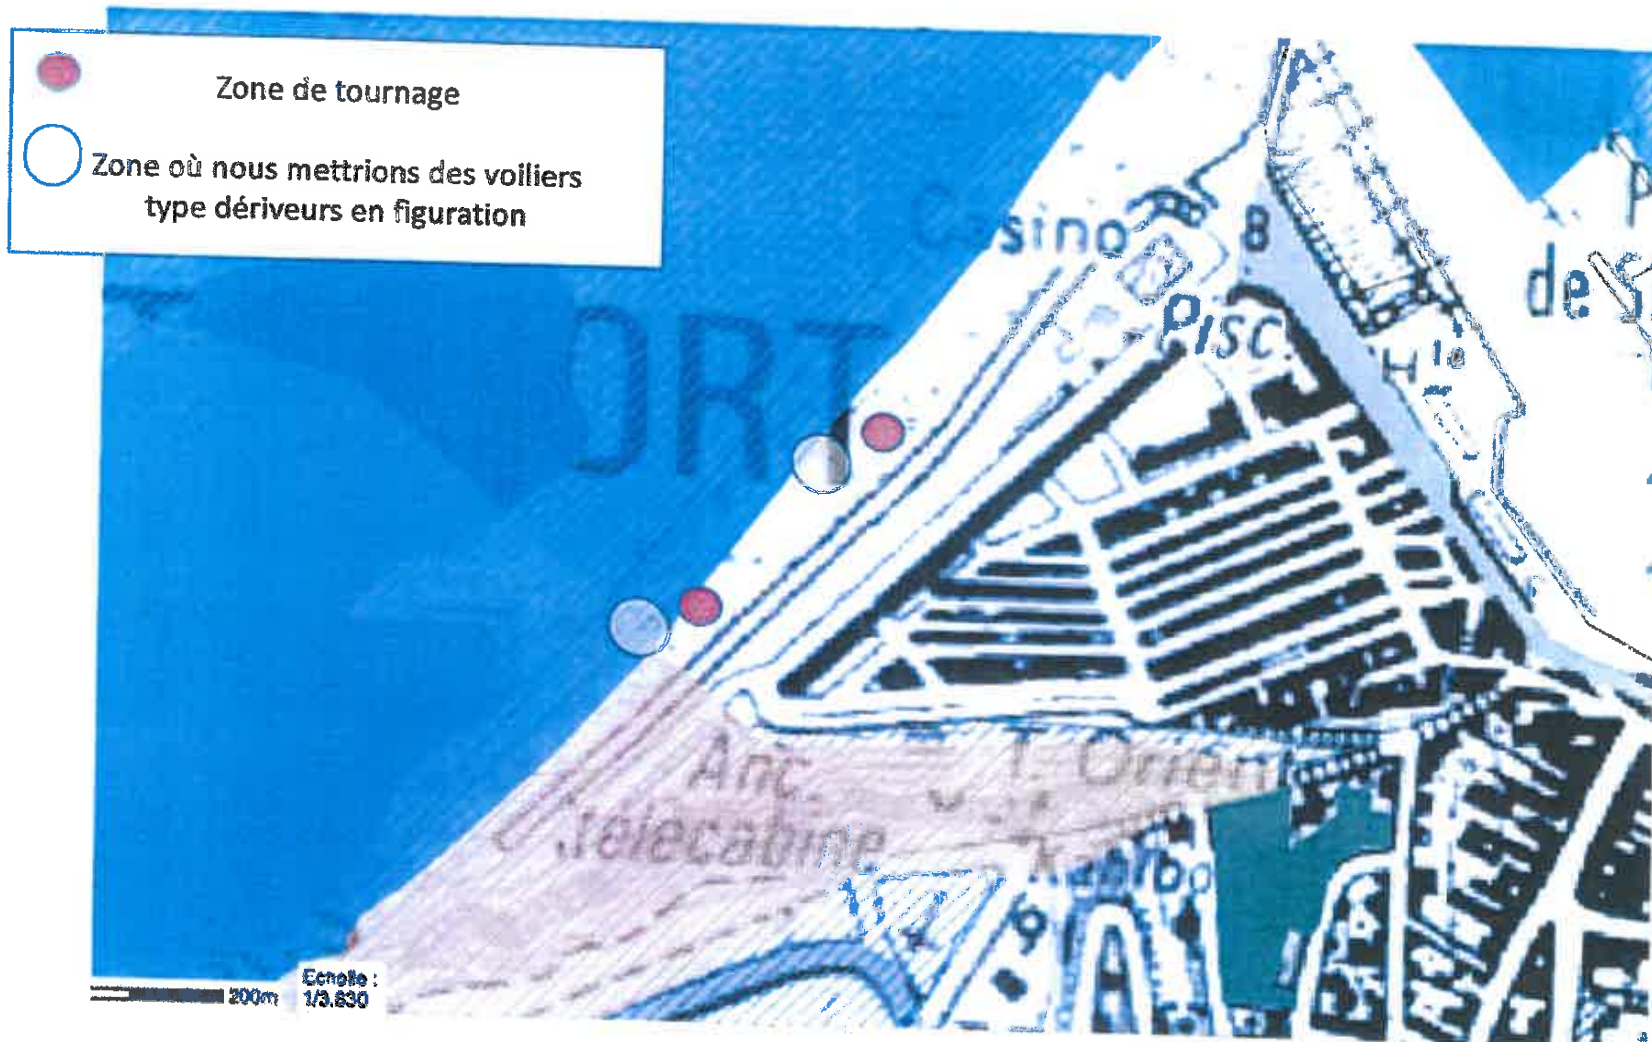 Zone de tournage
Zone où nous mettrions des voiliers
type dériveurs en figuration
ORT
Casino
8
PISC.
de S
Anc
Télécabine
9
200m
Echelle :
1/3.830